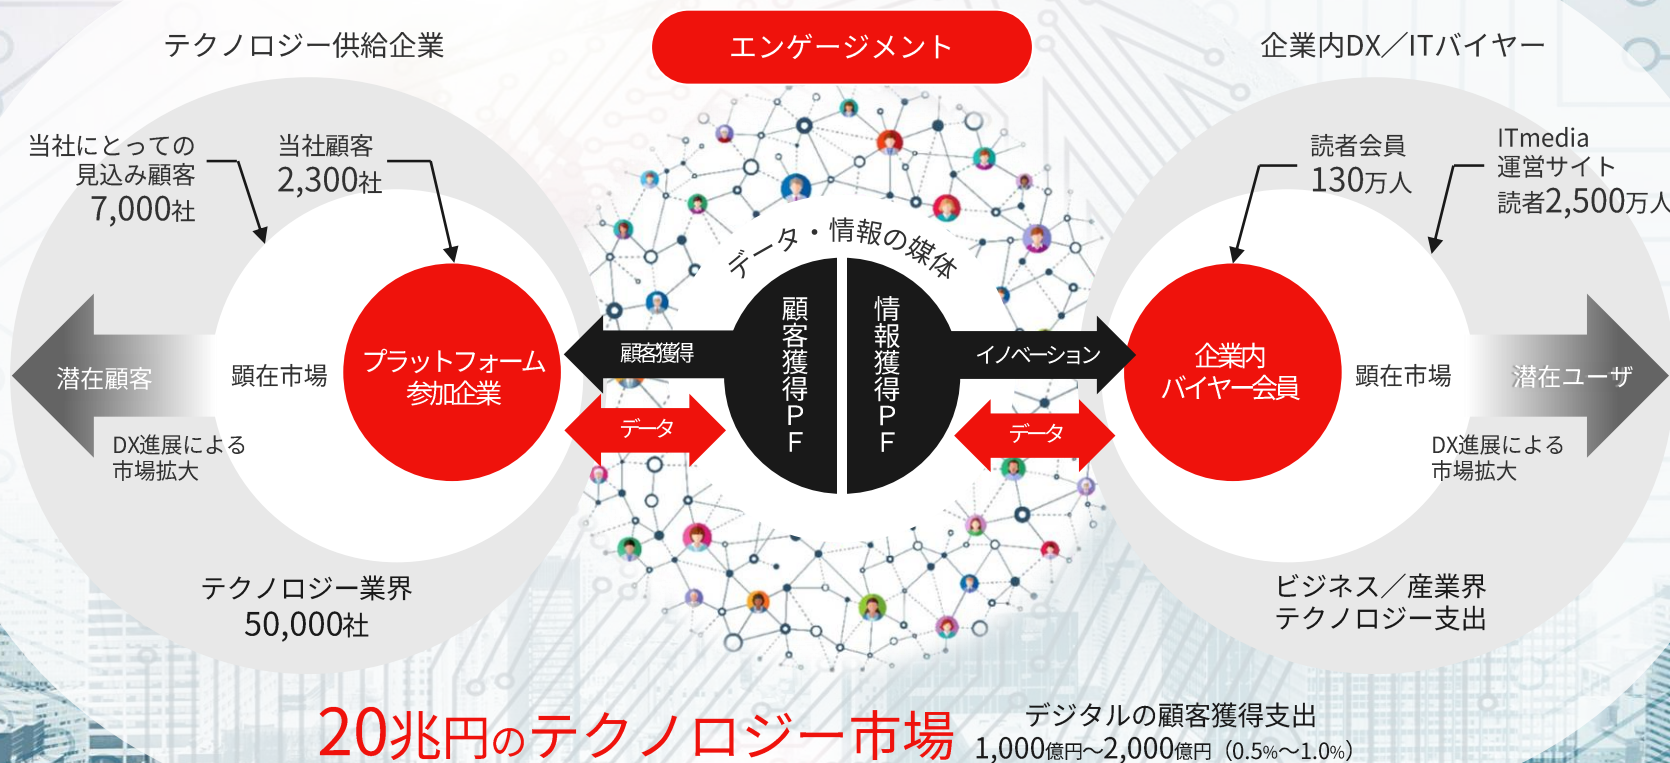 テクノロジー供給企業
エンゲージメント
企業内DX／ITバイヤー
当社にとっての
見込み顧客
7,000社
当社顧客
2,300社
読者会員
130万人
ITmedia
運営サイト
読者2,500万人
データ・情報の媒体
潜在顧客
顕在市場
プラットフォーム
参加企業
顧客獲得
データ
顧客獲得PF
情報獲得PF
イノベーション
データ
企業内
バイヤー会員
顕在市場
潜在ユーザ
DX進展による
市場拡大
DX進展による
市場拡大
テクノロジー業界
50,000社
ビジネス／産業界
テクノロジー支出
20兆円のテクノロジー市場
デジタルの顧客獲得支出
1,000億円～2,000億円（0.5%～1.0%）